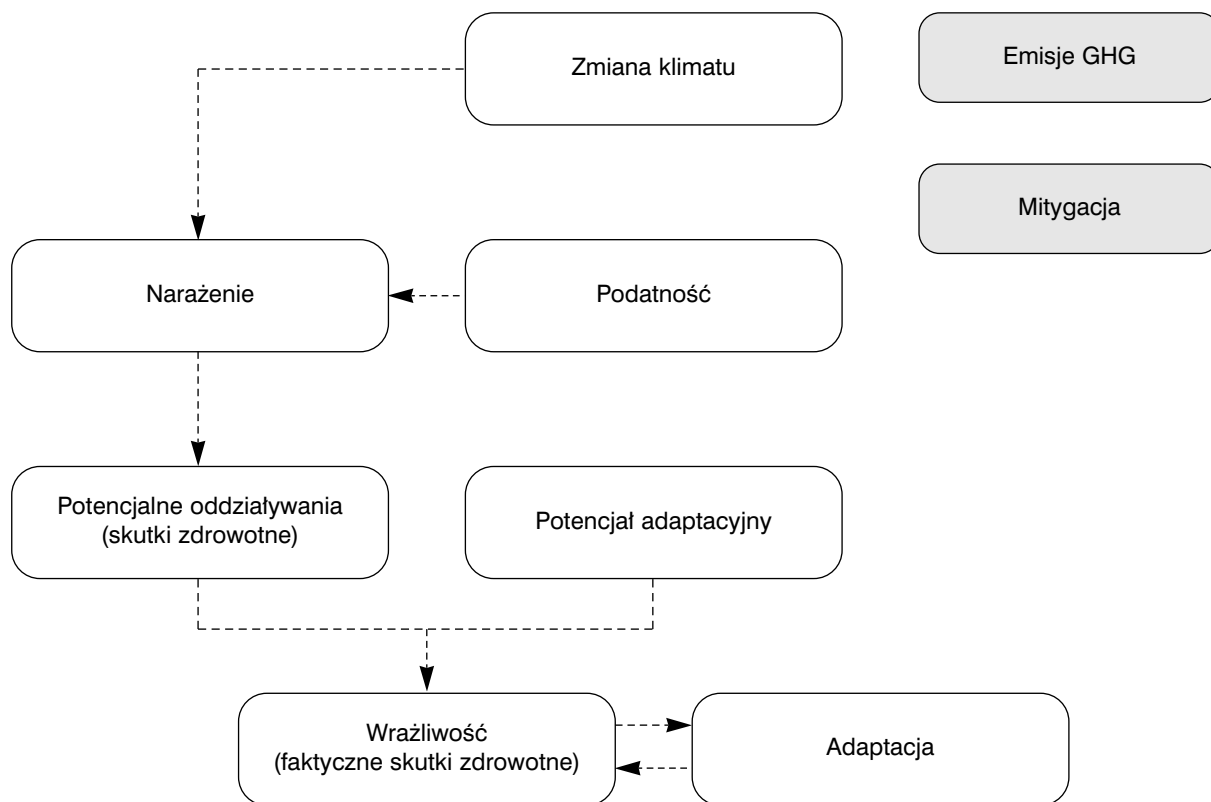 Zmiana klimatu
Emisje GHG
Mitygacja
Narażenie
Podatność
Potencjalne oddziaływania
(skutki zdrowotne)
Potencjał adaptacyjny
Wrażliwość
(faktyczne skutki zdrowotne)
Adaptacja